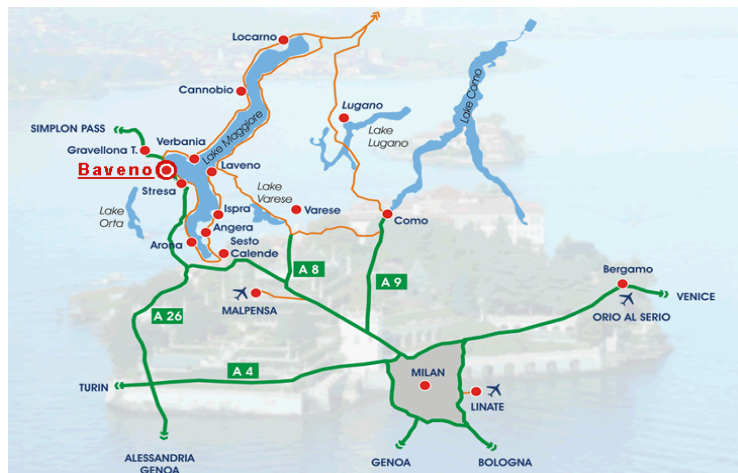 Locarno
Cannobio
Lugano
Lake Como
Lake Maggiore
SIMPLON PASS
Verbania
Lake
Lugano
Gravellona T.
Laveno
Baveno
Stresa
Lake
Varese
Lake
Orta
Ispra
Varese
Como
Angera
Arona
Sesto
Calende
A 8
A 9
Bergamo
MALPENSA
VENICE
ORIO AL SERIO
A 26
A 4
MILAN
TURIN
LINATE
ALESSANDRIA
GENOA
GENOA
BOLOGNA